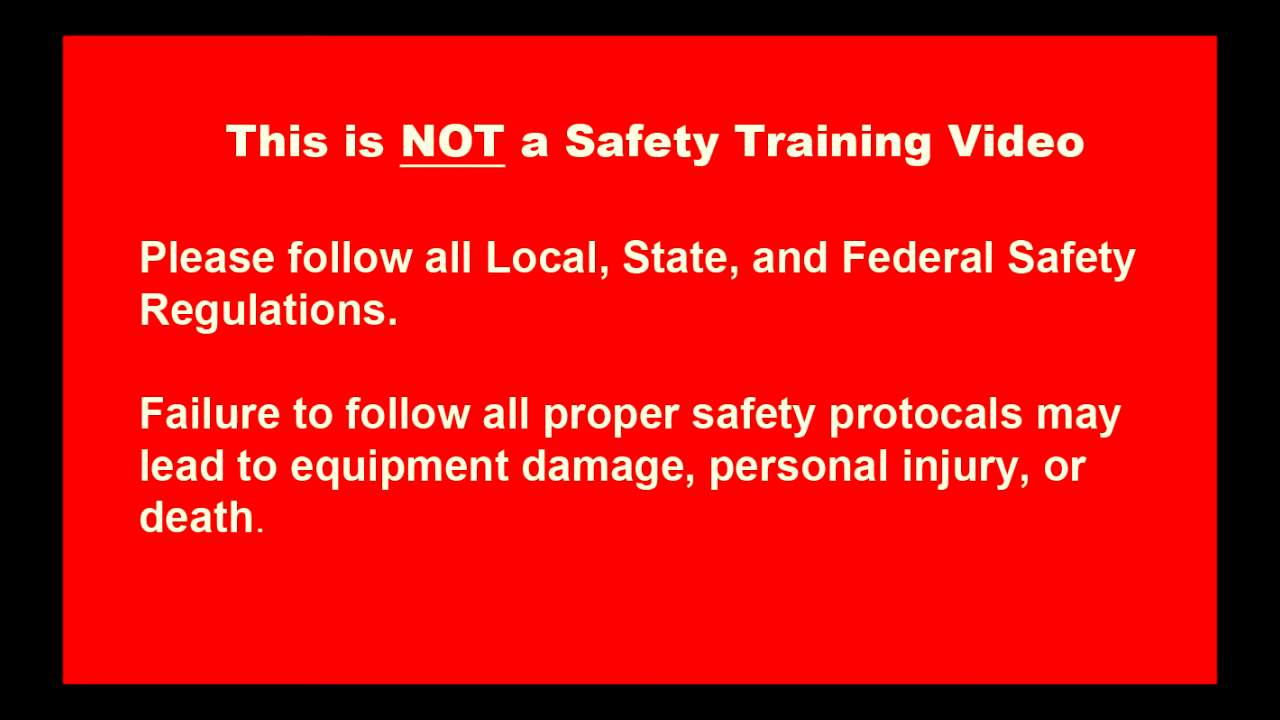 This is NOT a Safety Training Video
Please follow all Local, State, and Federal Safety
Regulations.
Failure to follow all proper safety protocals may
lead to equipment damage, personal injury, or
death.